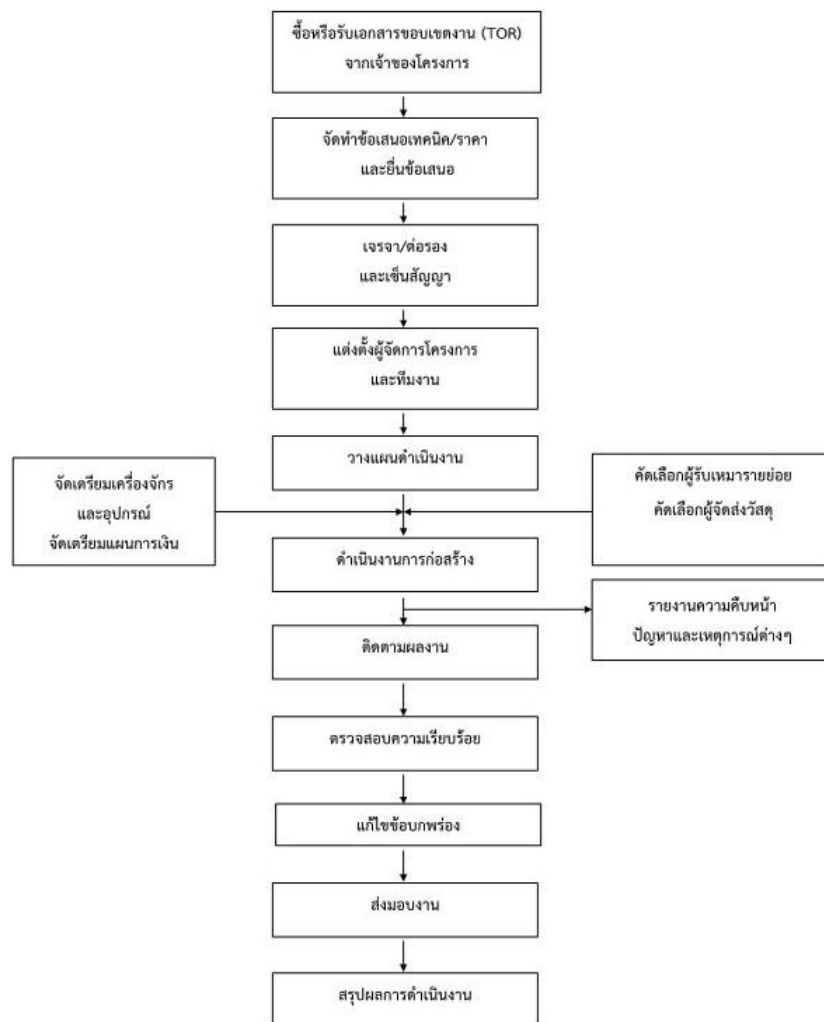 ซื้อหรือรับเอกสารขอบเขตงาน (TOR)
จากเจ้าของโครงการ
จัดทำข้อเสนอเทคนิค/ราคา
และยื่นข้อเสนอ
เจรจา/ต่อรอง
และเซ็นสัญญา
แต่งตั้งผู้จัดการโครงการ
และทีมงาน
วางแผนดำเนินงาน
จัดเตรียมเครื่องจักร
และอุปกรณ์
จัดเตรียมแผนการเงิน
คัดเลือกผู้รับเหมารายย่อย
คัดเลือกผู้จัดส่งวัสดุ
ดำเนินงานการก่อสร้าง
รายงานความคืบหน้า
ปัญหาและเหตุการณ์ต่างๆ
ติดตามผลงาน
ตรวจสอบความเรียบร้อย
แก้ไขข้อบกพร่อง
ส่งมอบงาน
สรุปผลการดำเนินงาน